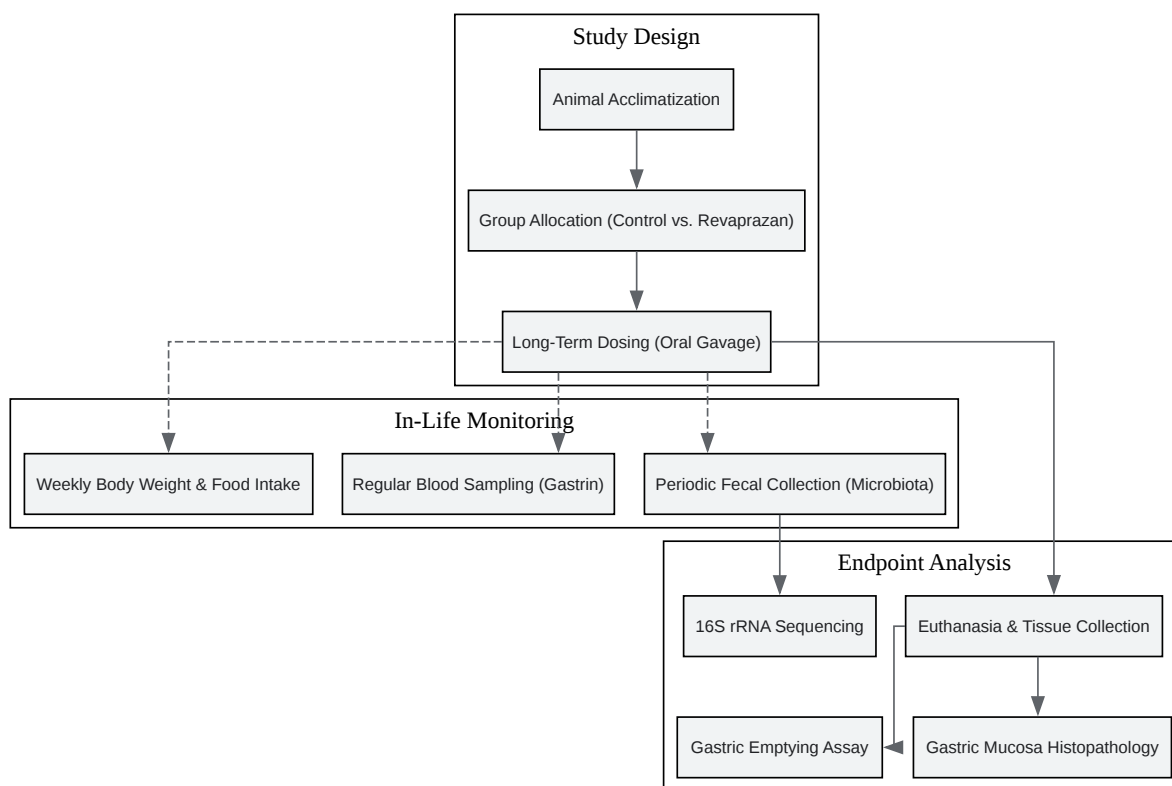 Study Design
Animal Acclimatization
Group Allocation (Control vs. Revaprazan)
Long-Term Dosing (Oral Gavage)
In-Life Monitoring
Weekly Body Weight & Food Intake
Regular Blood Sampling (Gastrin)
Periodic Fecal Collection (Microbiota)
Endpoint Analysis
16S rRNA Sequencing
Euthanasia & Tissue Collection
Gastric Emptying Assay
Gastric Mucosa Histopathology